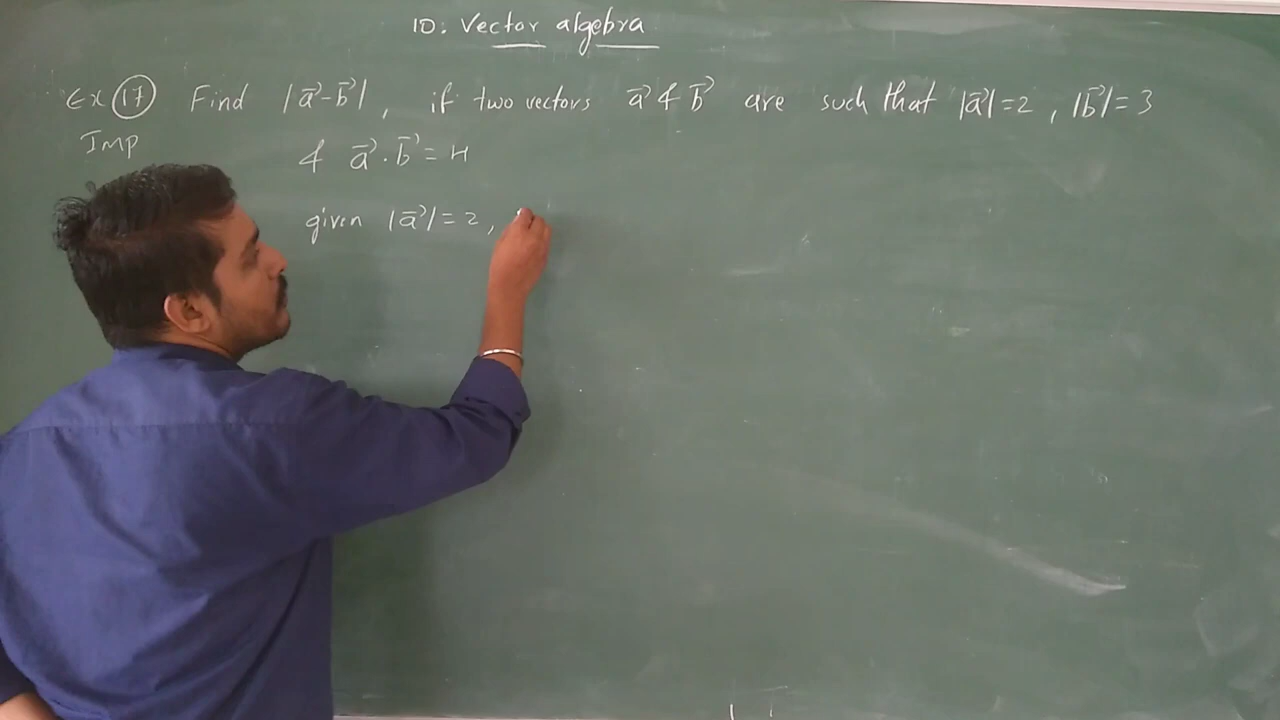 10: Vector algebra
Ex 17 Find |a⃗-b⃗|, if two vectors a⃗ & b⃗ are such that |a⃗|=2, |b⃗|=3
Imp
& a⃗.b⃗=4
given |a⃗|=2,